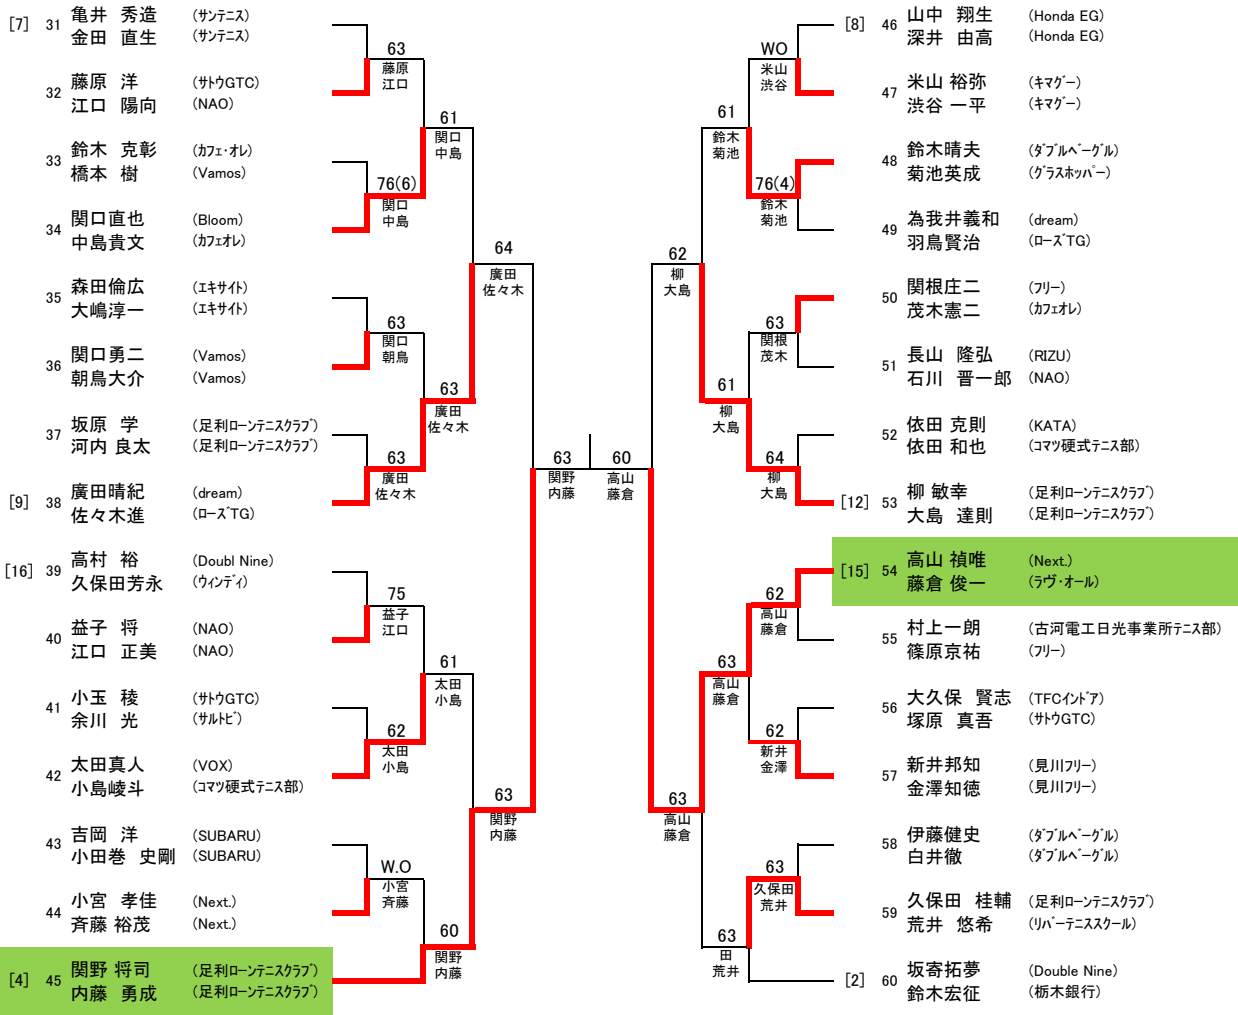 [7] 31 亀井 秀造 (サンテニス)
金田 直生 (サンテニス)
63
藤原
江口
32 藤原 洋 (サトウGTC)
江口 陽向 (NAO)
61
関口
中島
33 鈴木 克彰 (カフェ・オレ)
橋本 樹 (Vamos)
76(6)
関口
中島
34 関口直也 (Bloom)
中島貴文 (カフェオレ)
64
廣田
佐々木
35 森田倫広 (エキサイト)
大嶋淳一 (エキサイト)
63
関口
朝鳥
36 関口勇二 (Vamos)
朝鳥大介 (Vamos)
63
廣田
佐々木
37 坂原 学 (足利ローンテニスクラブ)
河内 良太 (足利ローンテニスクラブ)
63
廣田
佐々木
[9] 38 廣田晴紀 (dream)
佐々木進 (ローズTG)
63
関野
内藤
[16] 39 高村 裕 (Doubl Nine)
久保田芳永 (ウィンディ)
75
益子
江口
40 益子 将 (NAO)
江口 正美 (NAO)
61
太田
小島
41 小玉 稜 (サトウGTC)
余川 光 (サルトビ)
62
太田
小島
42 太田真人 (VOX)
小島崚斗 (コマツ硬式テニス部)
63
関野
内藤
43 吉岡 洋 (SUBARU)
小田巻 史剛 (SUBARU)
W.O
小宮
斉藤
44 小宮 孝佳 (Next.)
斉藤 裕茂 (Next.)
60
関野
内藤
[4] 45 関野 将司 (足利ローンテニスクラブ)
内藤 勇成 (足利ローンテニスクラブ)
[8] 46 山中 翔生 (Honda EG)
深井 由高 (Honda EG)
WO
米山
渋谷
47 米山 裕弥 (キマグー)
渋谷 一平 (キマグー)
61
鈴木
菊池
48 鈴木晴夫 (ダブルベーグル)
菊池英成 (グラスホッパー)
76(4)
鈴木
菊池
49 為我井義和 (dream)
羽鳥賢治 (ローズTG)
62
柳
大島
50 関根庄二 (フリー)
茂木憲二 (カフェオレ)
63
関根
茂木
51 長山 隆弘 (RIZU)
石川 晋一郎 (NAO)
61
柳
大島
52 依田 克則 (KATA)
依田 和也 (コマツ硬式テニス部)
64
柳
大島
[12] 53 柳 敏幸 (足利ローンテニスクラブ)
大島 達則 (足利ローンテニスクラブ)
60
高山
藤倉
[15] 54 高山 禎唯 (Next.)
藤倉 俊一 (ラヴ・オール)
62
高山
藤倉
55 村上一朗 (古河電工日光事業所テニス部)
篠原京祐 (フリー)
63
高山
藤倉
56 大久保 賢志 (TFCインドア)
塚原 真吾 (サトウGTC)
62
新井
金澤
57 新井邦知 (見川フリー)
金澤知徳 (見川フリー)
63
高山
藤倉
58 伊藤健史 (ダブルベーグル)
白井徹 (ダブルベーグル)
63
久保田
荒井
59 久保田 桂輔 (足利ローンテニスクラブ)
荒井 悠希 (リバーテニススクール)
63
田
荒井
[2] 60 坂寄拓夢 (Double Nine)
鈴木宏征 (栃木銀行)